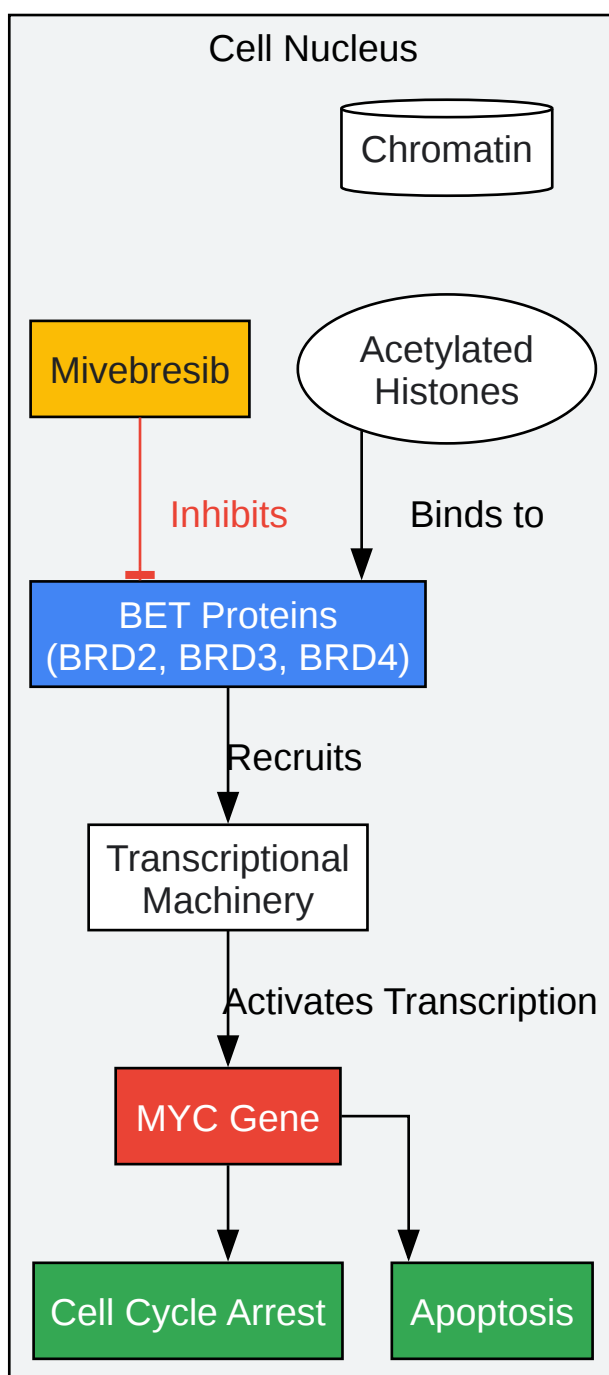 Cell Nucleus
Chromatin
Mivebresib
Acetylated
Histones
Inhibits
Binds to
BET Proteins
(BRD2, BRD3, BRD4)
Recruits
Transcriptional
Machinery
Activates Transcription
MYC Gene
Cell Cycle Arrest
Apoptosis